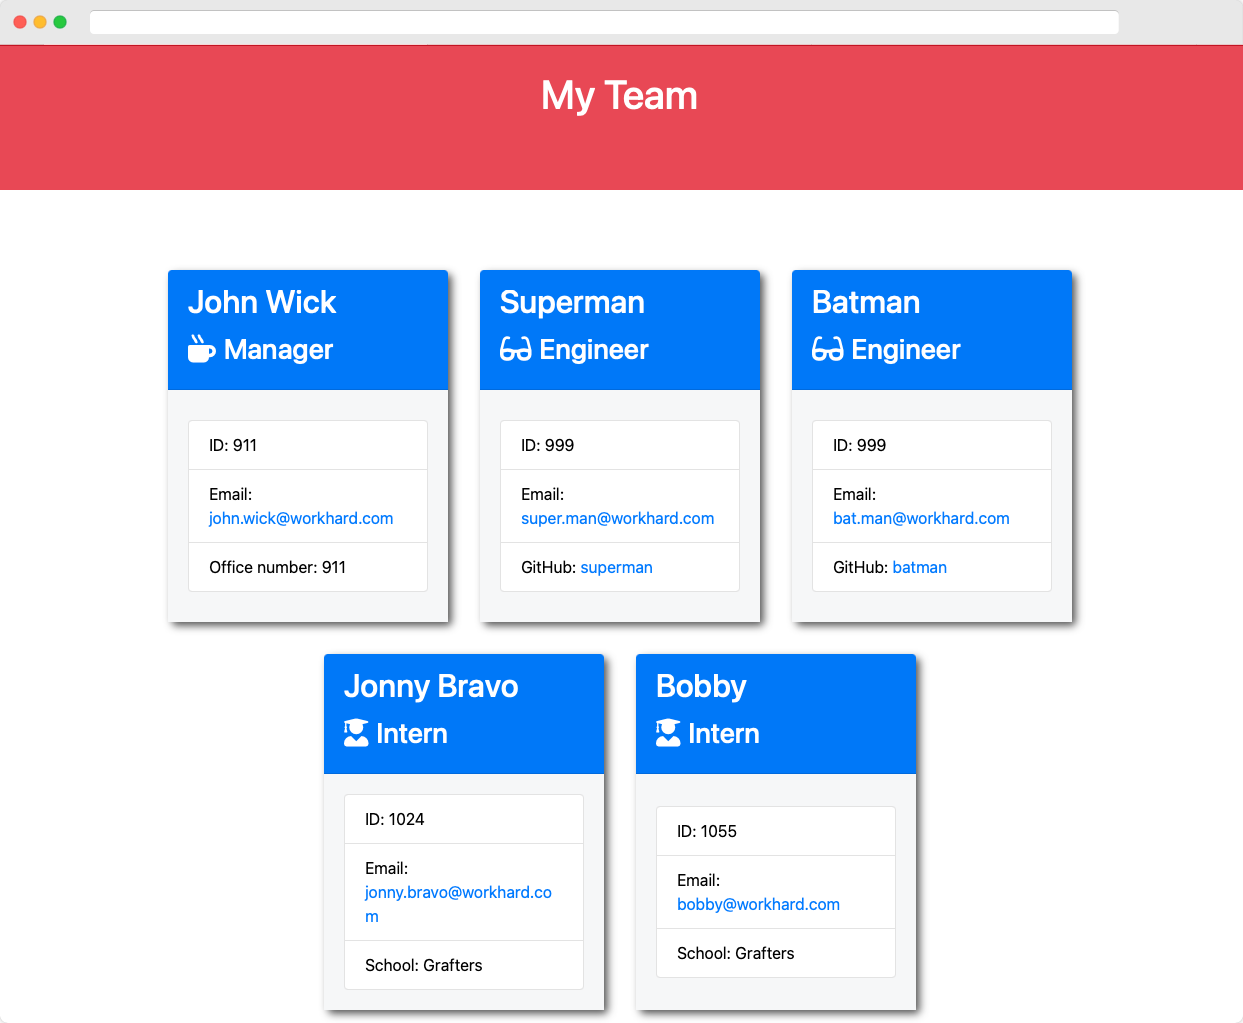 My Team
John Wick
Manager
ID: 911
Email:
john.wick@workhard.com
Office number: 911
Superman
Engineer
ID: 999
Email:
super.man@workhard.com
GitHub: superman
Batman
Engineer
ID: 999
Email:
bat.man@workhard.com
GitHub: batman
Jonny Bravo
Intern
ID: 1024
Email:
jonny.bravo@workhard.co
m
School: Grafters
Bobby
Intern
ID: 1055
Email:
bobby@workhard.com
School: Grafters